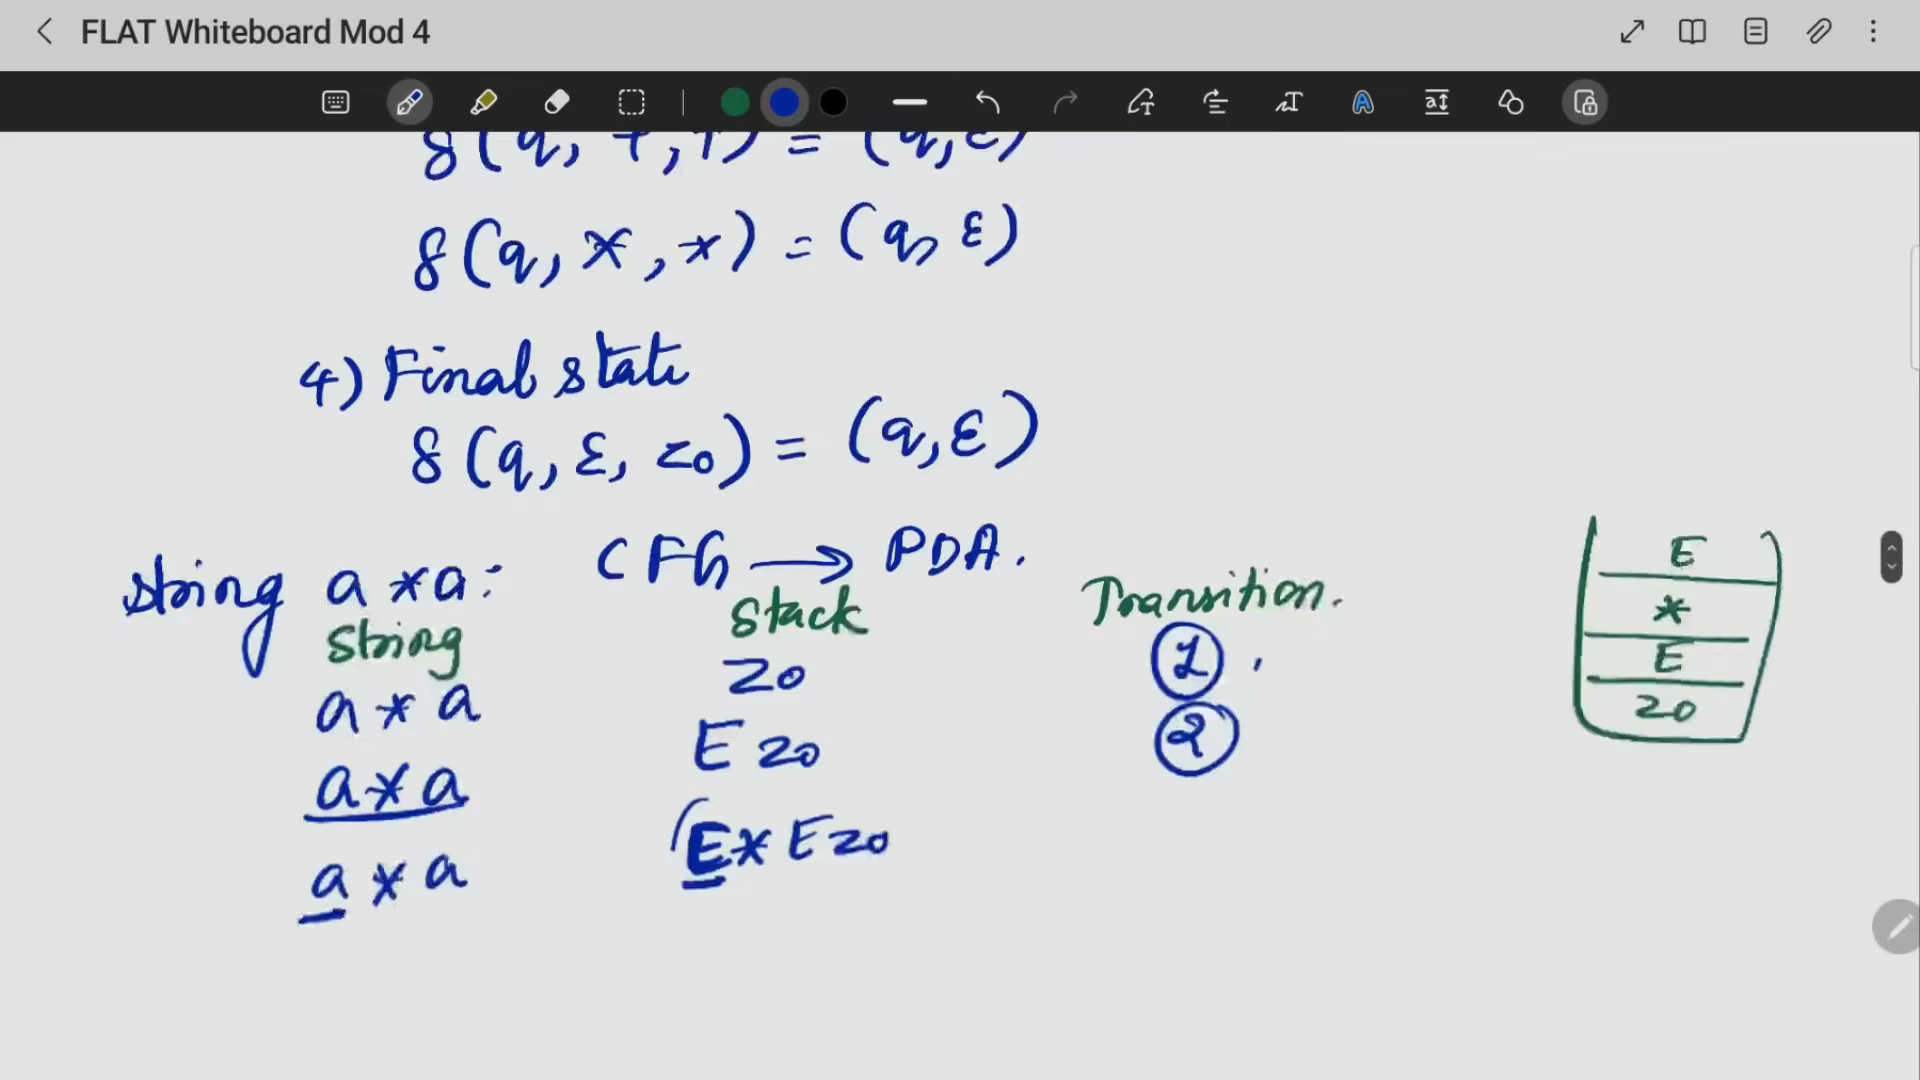 FLAT Whiteboard Mod 4
δ(q, +, +) = (q, ε)
δ(q, *, *) = (q, ε)
4) Final state
δ(q, ε, z0) = (q, ε)
CFG → PDA.
string a * a :
String Stack Transition.
a * a Z0 1 ,
a * a E z0 2
a * a (E * E z0
E
*
E
z0